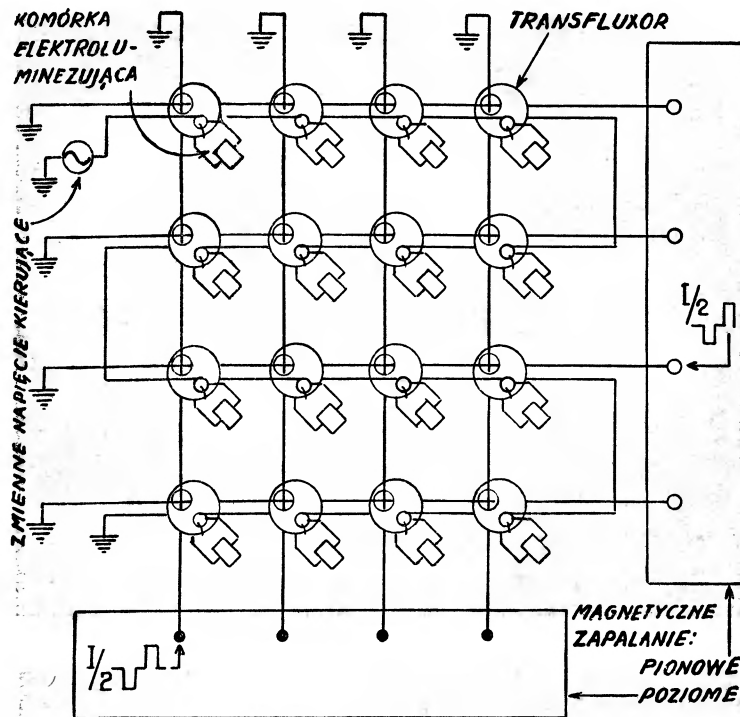 KOMÓRKA
ELEKTROLU-
MINEZUJĄCA
TRANSFLUXOR
ZMIENNE NAPIĘCIE KIERUJĄCE
I/2
I/2
MAGNETYCZNE
ZAPALANIE:
PIONOWE
POZIOME